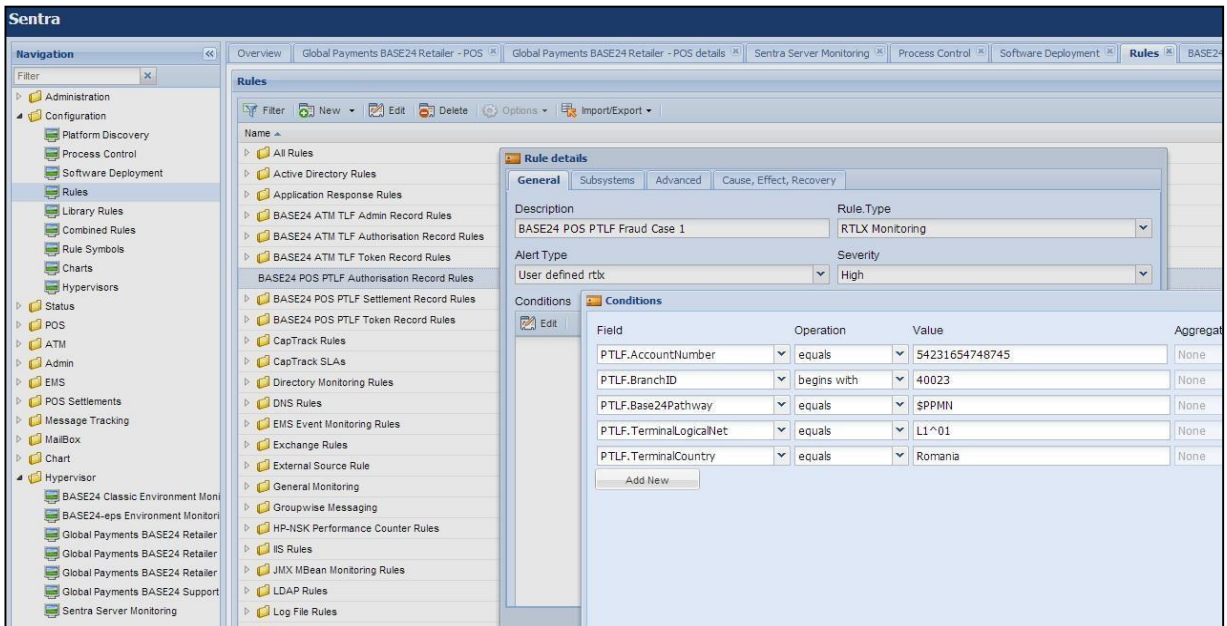 Sentra
Navigation
Filter
Administration
Configuration
Platform Discovery
Process Control
Software Deployment
Rules
Library Rules
Combined Rules
Rule Symbols
Charts
Hypervisors
Status
POS
ATM
Admin
EMS
POS Settlements
Message Tracking
MailBox
Chart
Hypervisor
BASE24 Classic Environment Moni
BASE24-eps Environment Monitori
Global Payments BASE24 Retailer
Global Payments BASE24 Retailer
Global Payments BASE24 Retailer
Global Payments BASE24 Support
Sentra Server Monitoring
Overview Global Payments BASE24 Retailer - POS Global Payments BASE24 Retailer - POS details Sentra Server Monitoring Process Control Software Deployment Rules BASE24
Rules
Filter New Edit Delete Options Import/Export
Name
All Rules
Active Directory Rules
Application Response Rules
BASE24 ATM TLF Admin Record Rules
BASE24 ATM TLF Authorisation Record Rules
BASE24 ATM TLF Token Record Rules
BASE24 POS PTLF Authorisation Record Rules
BASE24 POS PTLF Settlement Record Rules
BASE24 POS PTLF Token Record Rules
CapTrack Rules
CapTrack SLAs
Directory Monitoring Rules
DNS Rules
EMS Event Monitoring Rules
Exchange Rules
External Source Rule
General Monitoring
Groupwise Messaging
HP-NSK Performance Counter Rules
IIS Rules
JMX MBean Monitoring Rules
LDAP Rules
Log File Rules
Rule details
General Subsystems Advanced Cause, Effect, Recovery
Description Rule.Type
BASE24 POS PTLF Fraud Case 1 RTLX Monitoring
Alert Type Severity
User defined rtlx High
Conditions
Edit
Conditions
Field Operation Value Aggregat
PTLF.AccountNumber equals 54231654748745 None
PTLF.BranchID begins with 40023 None
PTLF.Base24Pathway equals $PPMN None
PTLF.TerminalLogicalNet equals L1^01 None
PTLF.TerminalCountry equals Romania None
Add New